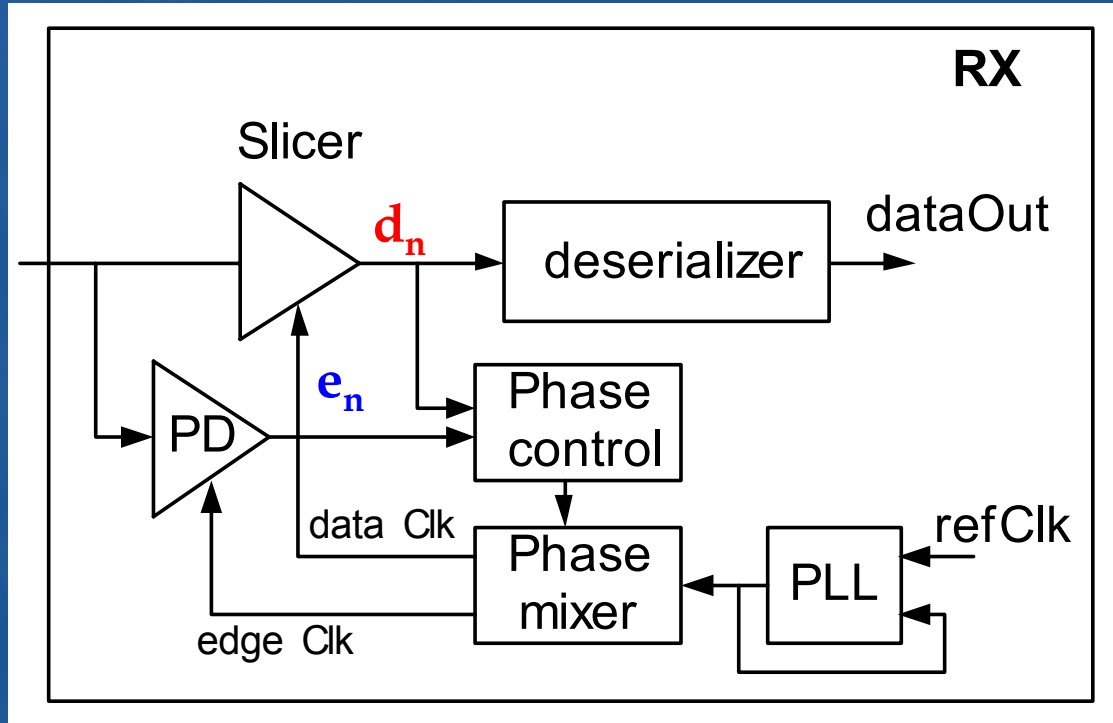 RX
Slicer
dₙ
deserializer
dataOut
eₙ
PD
Phase
control
data Clk
Phase
mixer
edge Clk
PLL
refClk